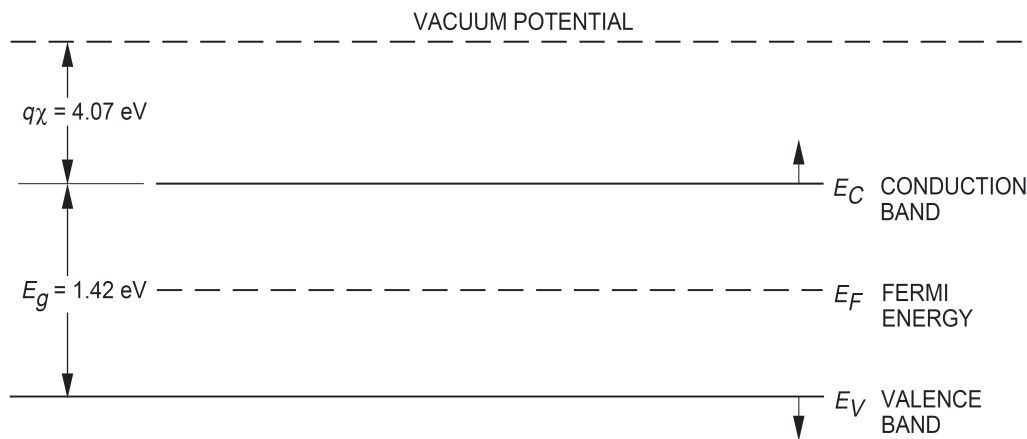 VACUUM POTENTIAL
qχ = 4.07 eV
E_C CONDUCTION
BAND
E_g = 1.42 eV
E_F FERMI
ENERGY
E_V VALENCE
BAND